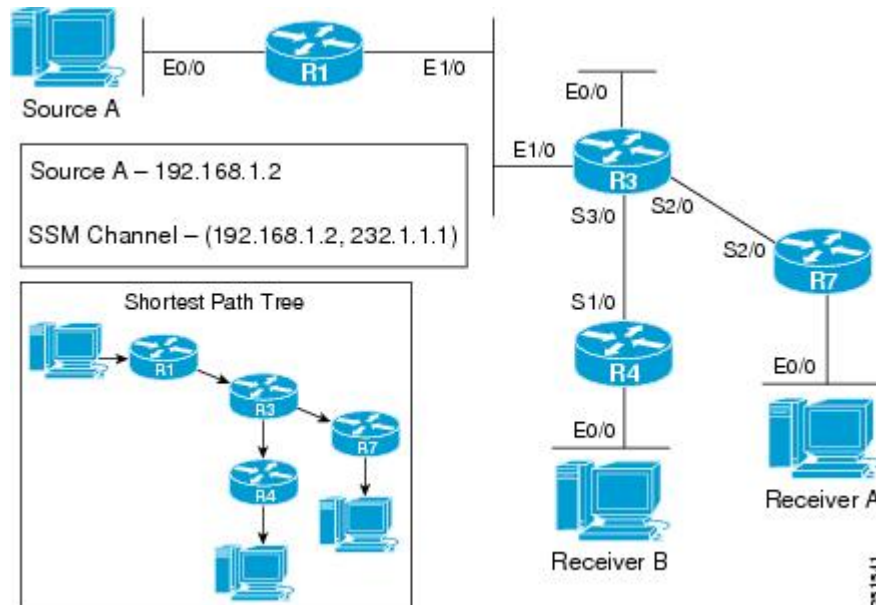 E0/0
R1
E1/0
Source A
E0/0
E1/0
R3
S3/0
S2/0
S2/0
R7
Source A – 192.168.1.2
SSM Channel – (192.168.1.2, 232.1.1.1)
Shortest Path Tree
R1
R3
R7
R4
S1/0
R4
E0/0
E0/0
Receiver A
Receiver B